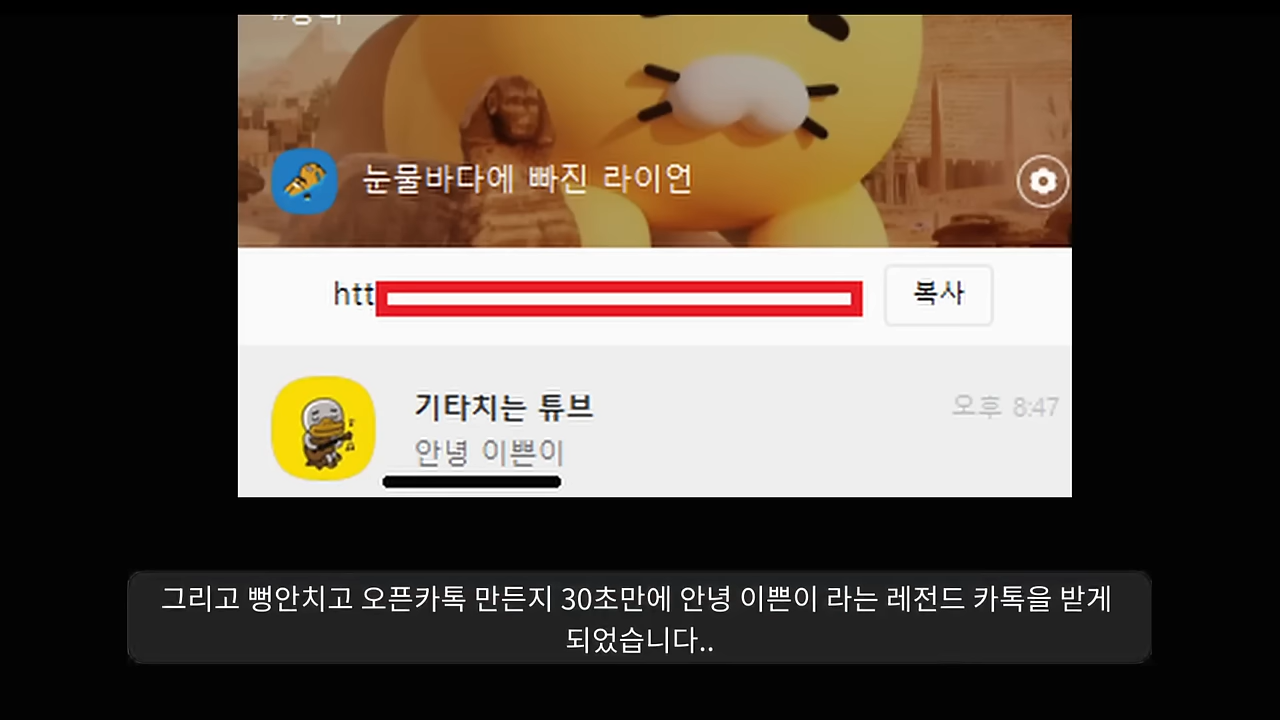 눈물바다에 빠진 라이언
htt
복사
기타치는 튜브
오후 8:47
안녕 이쁜이
그리고 뻥안치고 오픈카톡 만든지 30초만에 안녕 이쁜이 라는 레전드 카톡을 받게
되었습니다..